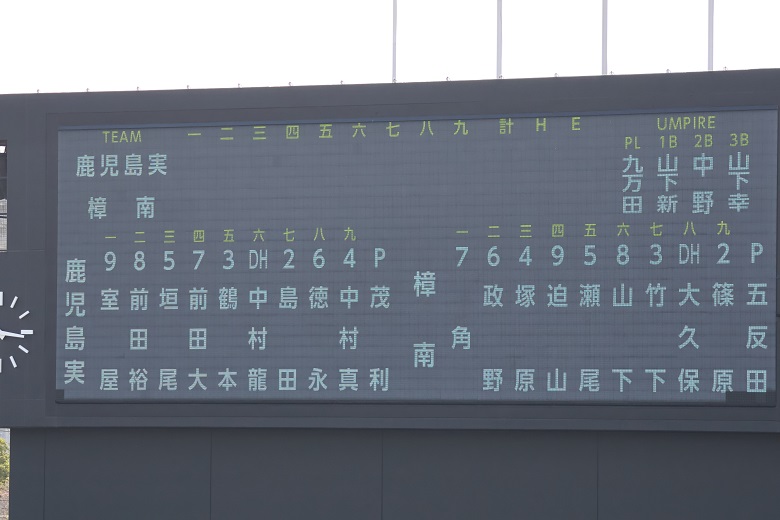 TEAM 一 二 三 四 五 六 七 八 九 計 H E UMPIRE
PL 1B 2B 3B
鹿児島実
樟南
九万田 山下新 中野 山下幸
一 二 三 四 五 六 七 八 九
9 8 5 7 3 DH 2 6 4 P
鹿児島実
室屋 前田裕 垣尾 前田大 鶴本 中村龍 島田 徳永 中村真 茂利
一 二 三 四 五 六 七 八 九
7 6 4 9 5 8 3 DH 2 P
樟南
角 政野 塚原 迫山 瀬尾 山下 竹下 大久保 篠原 五反田